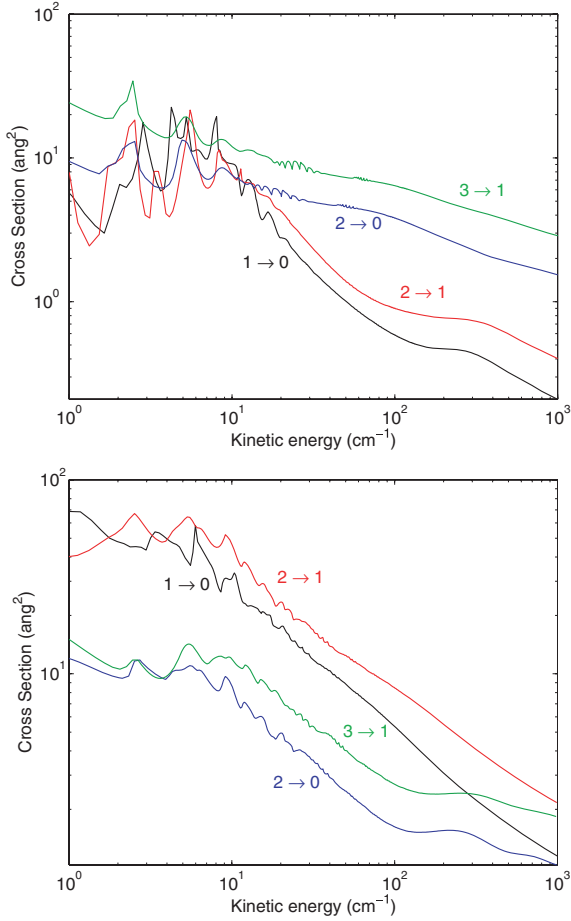 10²
10¹
10⁰
Cross Section (ang²)
3 → 1
2 → 0
1 → 0
2 → 1
10⁰
10¹
10²
10³
Kinetic energy (cm⁻¹)
10²
10¹
Cross Section (ang²)
2 → 1
1 → 0
3 → 1
2 → 0
10⁰
10¹
10²
10³
Kinetic energy (cm⁻¹)